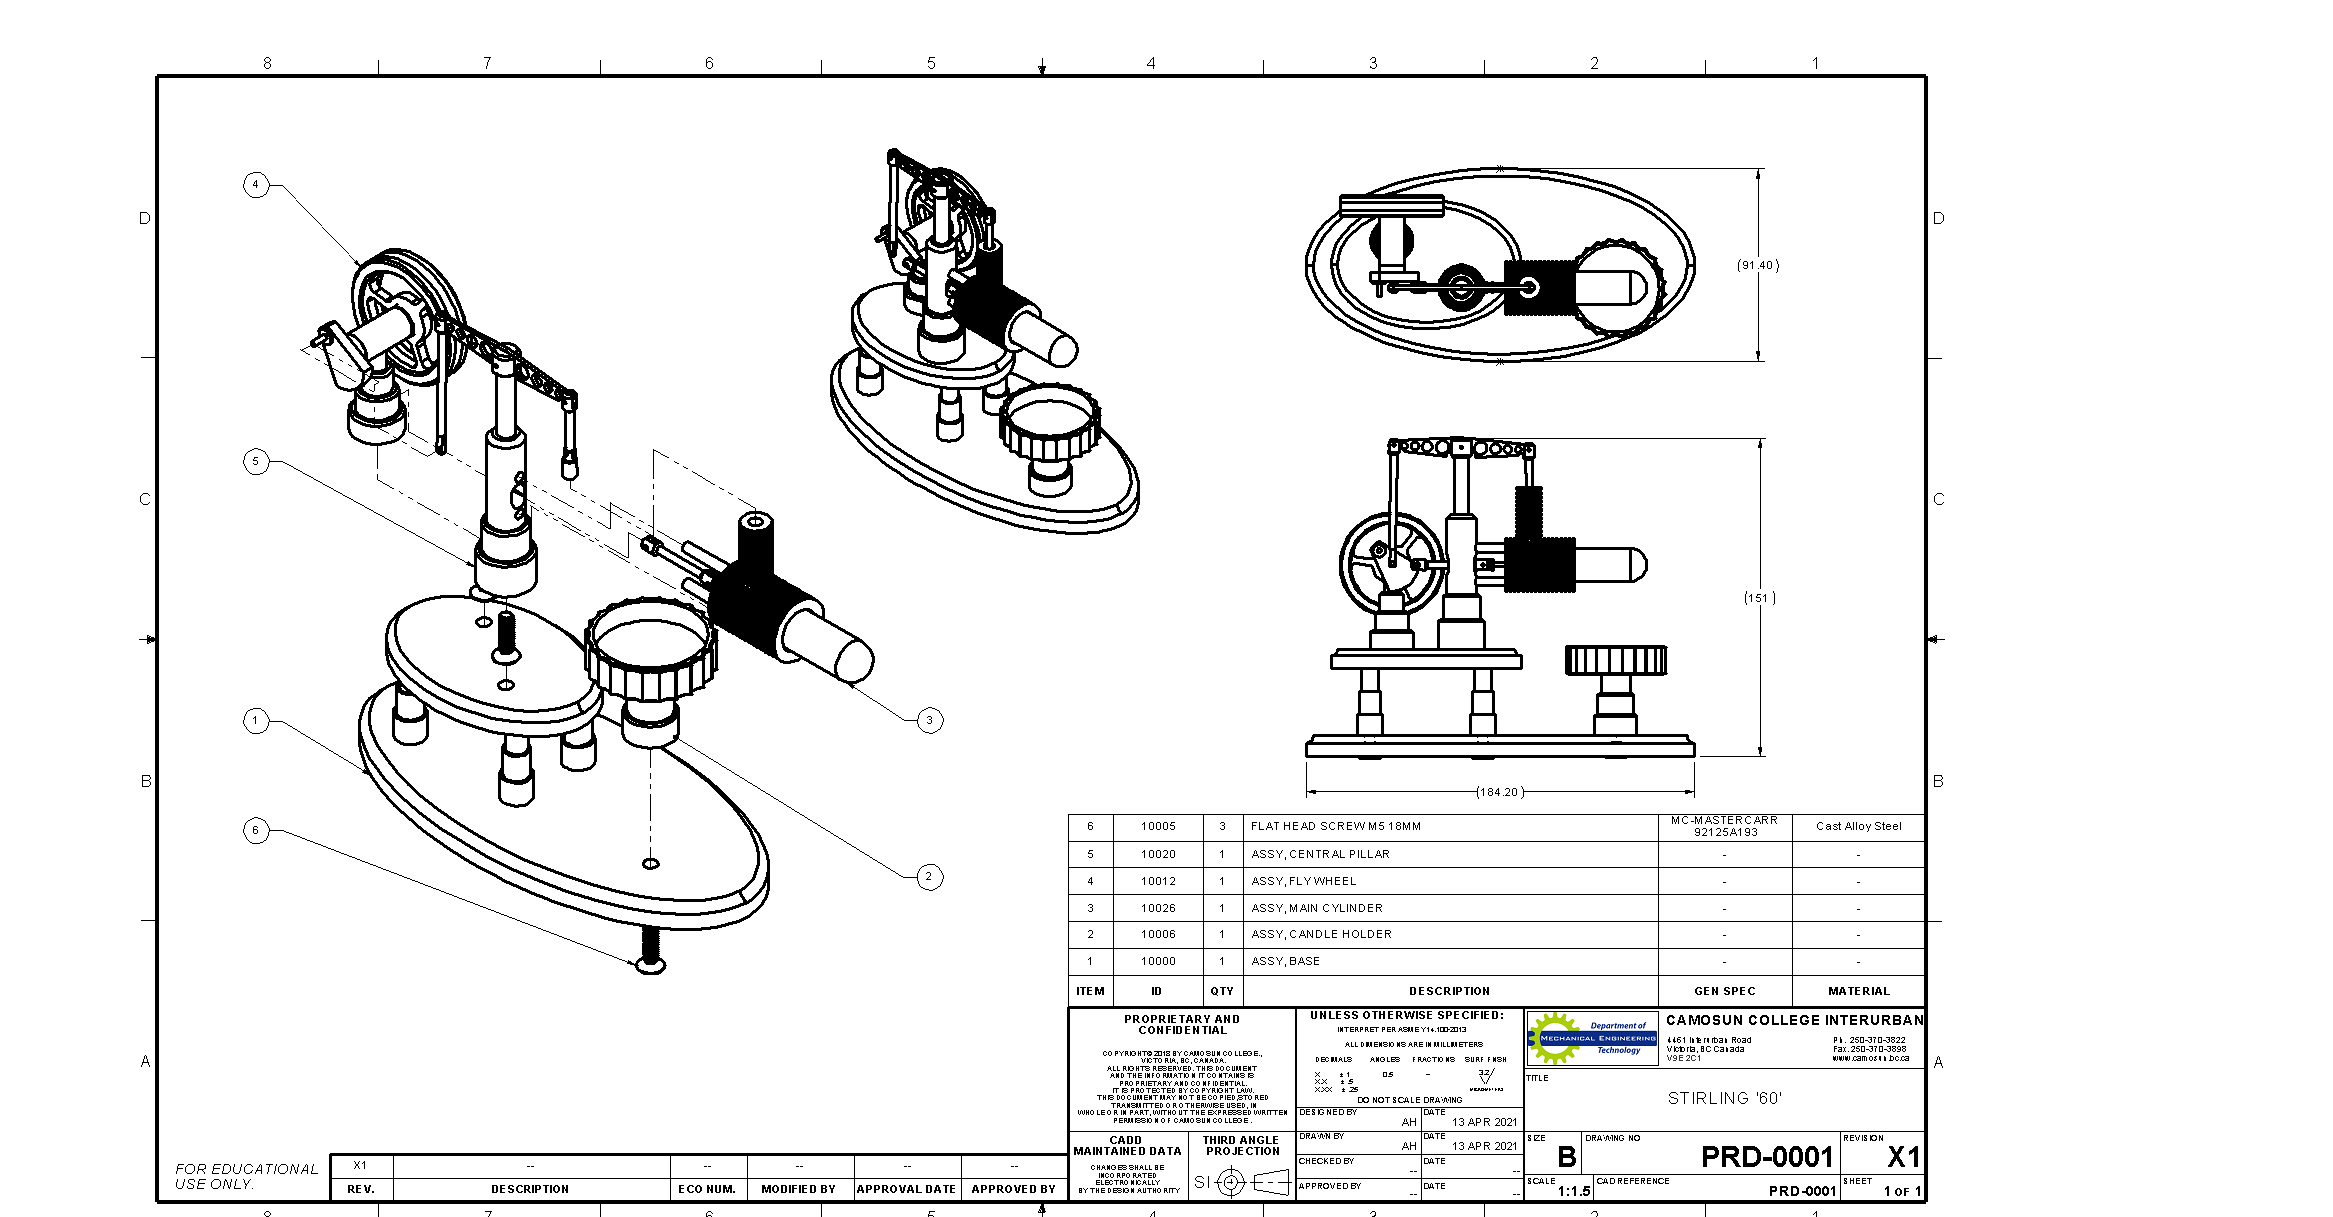 8 7 6 5 4 3 2 1
D D
C C
B B
A A
4
5
1
6
3
2
(91.40)
(151 )
(184.20 )
6 10005 3 FLAT HEAD SCREW M5 18MM MC-MASTERCARR 92125A193 Cast Alloy Steel
5 10020 1 ASSY, CENTRAL PILLAR - -
4 10012 1 ASSY, FLYWHEEL - -
3 10026 1 ASSY, MAIN CYLINDER - -
2 10006 1 ASSY, CANDLE HOLDER - -
1 10000 1 ASSY, BASE - -
ITEM ID QTY DESCRIPTION GEN SPEC MATERIAL
PROPRIETARY AND
CONFIDENTIAL
COPYRIGHT© 2018 BY CAMOSUN COLLEGE.,
VICTORIA, BC, CANADA.
ALL RIGHTS RESERVED. THIS DOCUMENT
AND THE INFORMATION IT CONTAINS IS
PROPRIETARY AND CONFIDENTIAL.
IT IS PROTECTED BY COPYRIGHT LAW.
THIS DOCUMENT MAY NOT BE COPIED,STORED
TRANSMITTED OR OTHERWISE USED, IN
WHOLE OR IN PART, WITHOUT THE EXPRESSED WRITTEN
PERMISSION OF CAMOSUN COLLEGE .
CADD
MAINTAINED DATA
CHANGES SHALL BE
INCORPORATED
ELECTRONICALLY
BY THE DESIGN AUTHORITY
THIRD ANGLE
PROJECTION
SI
UNLESS OTHERWISE SPECIFIED:
INTERPRET PER ASME Y14.100-2013
ALL DIMENSIONS ARE IN MILLIMETERS
DECIMALS ANGLES FRACTIONS SURF FNSH
X ± 1 0.5 – 3.2
X.X ± .5
X.XX ± .25 MICROMETERS
DO NOT SCALE DRAWING
DESIGNED BY AH DATE 13 APR 2021
DRAWN BY AH DATE 13 APR 2021
CHECKED BY -- DATE --
APPROVED BY -- DATE --
Department of
MECHANICAL ENGINEERING
Technology
CAMOSUN COLLEGE INTERURBAN
4461 Interurban Road Ph. 250-370-3822
Victoria, BC Canada Fax. 250-370-3898
V9E 2C1 www.camosun.bc.ca
TITLE
STIRLING '60'
SIZE B DRAWING NO PRD-0001 REVISION X1
SCALE 1:1.5 CAD REFERENCE PRD-0001 SHEET 1 OF 1
FOR EDUCATIONAL
USE ONLY.
X1 -- -- -- -- --
REV. DESCRIPTION ECO NUM. MODIFIED BY APPROVAL DATE APPROVED BY
8 7 6 5 4 3 2 1